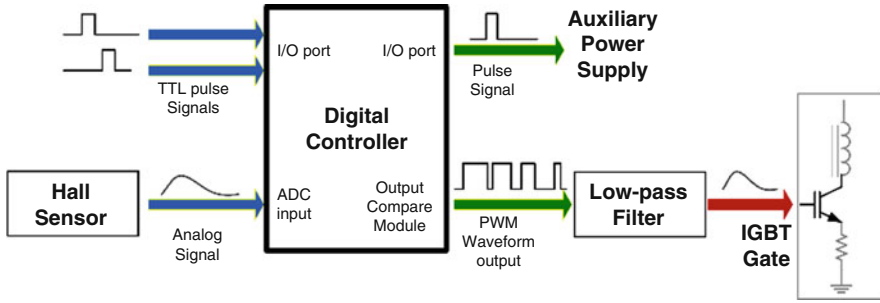 I/O port
I/O port
TTL pulse
Signals
Pulse
Signal
Auxiliary
Power
Supply
Digital
Controller
Hall
Sensor
Analog
Signal
ADC
input
Output
Compare
Module
PWM
Waveform
output
Low-pass
Filter
IGBT
Gate